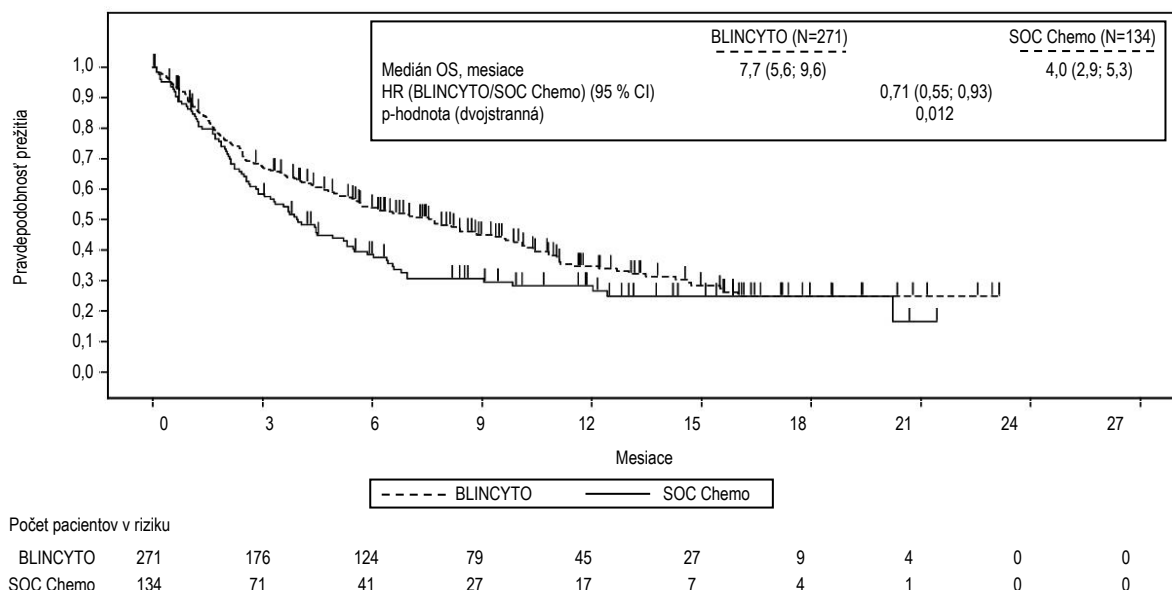 BLINCYTO (N=271) SOC Chemo (N=134)
Medián OS, mesiace 7,7 (5,6; 9,6) 4,0 (2,9; 5,3)
HR (BLINCYTO/SOC Chemo) (95 % CI) 0,71 (0,55; 0,93)
p-hodnota (dvojstranná) 0,012
Pravdepodobnosť prežitia
1,0
0,9
0,8
0,7
0,6
0,5
0,4
0,3
0,2
0,1
0,0
0 3 6 9 12 15 18 21 24 27
Mesiace
BLINCYTO SOC Chemo
Počet pacientov v riziku
BLINCYTO 271 176 124 79 45 27 9 4 0 0
SOC Chemo 134 71 41 27 17 7 4 1 0 0